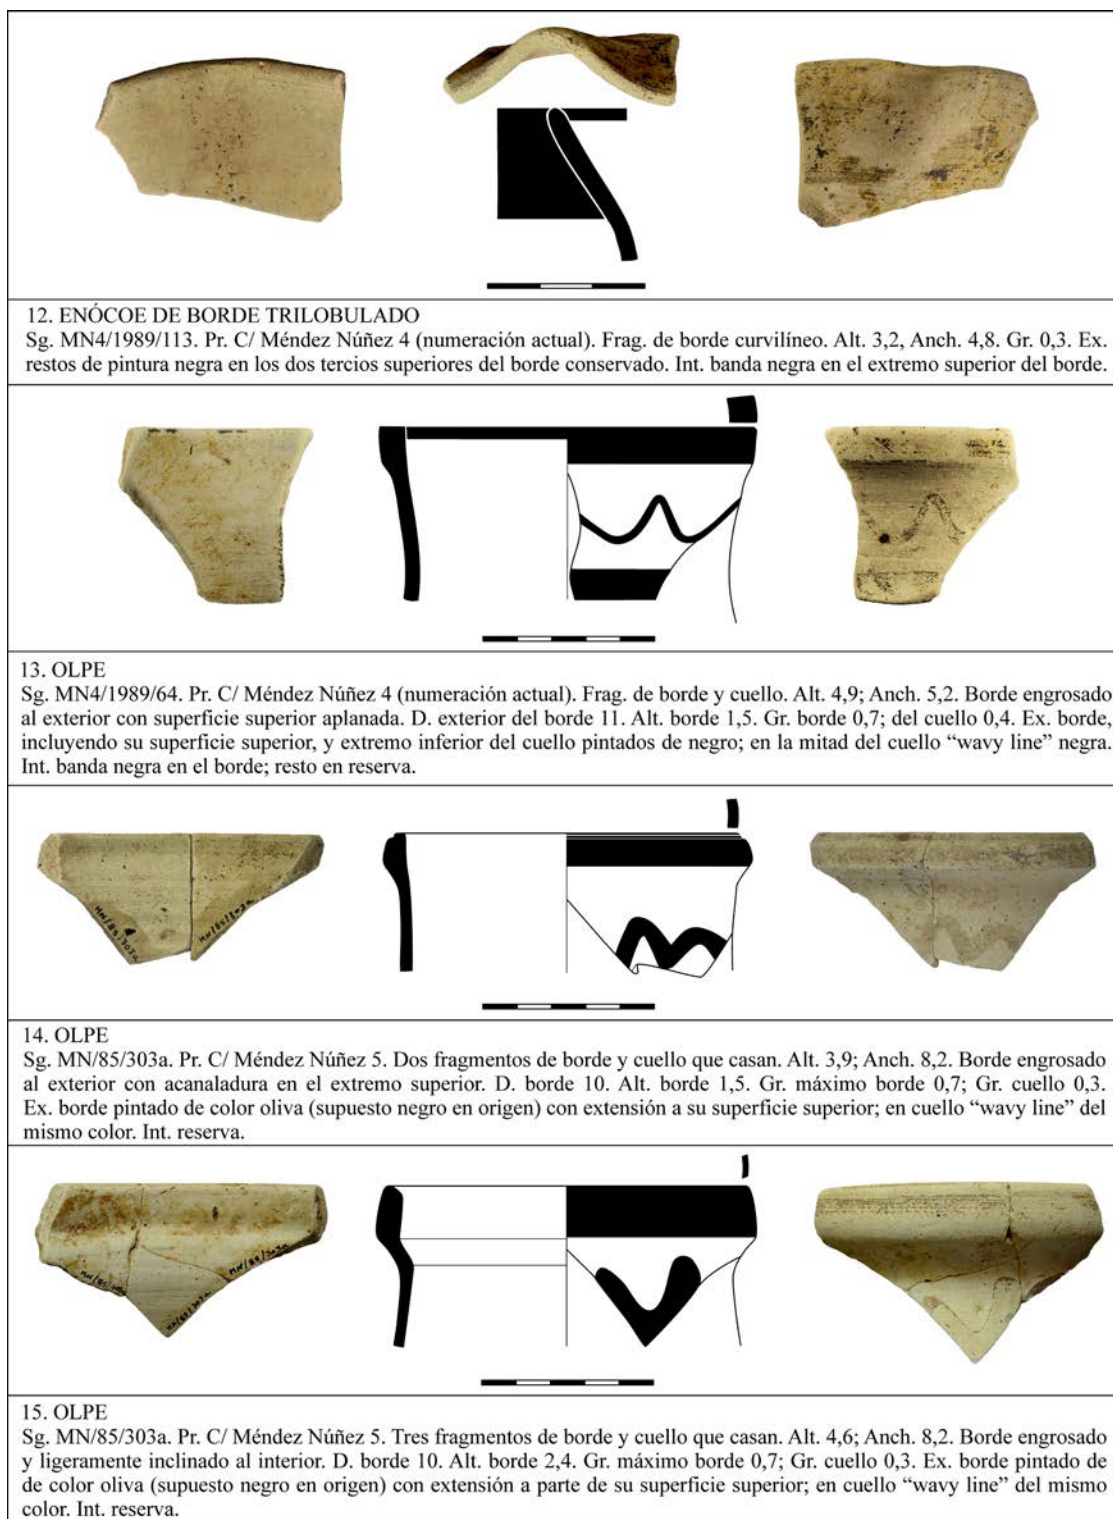 12. ENÓCOE DE BORDE TRILOBULADO
Sg. MN4/1989/113. Pr. C/ Méndez Núñez 4 (numeración actual). Frag. de borde curvilíneo. Alt. 3,2, Anch. 4,8. Gr. 0,3. Ex.
restos de pintura negra en los dos tercios superiores del borde conservado. Int. banda negra en el extremo superior del borde.
13. OLPE
Sg. MN4/1989/64. Pr. C/ Méndez Núñez 4 (numeración actual). Frag. de borde y cuello. Alt. 4,9; Anch. 5,2. Borde engrosado
al exterior con superficie superior aplanada. D. exterior del borde 11. Alt. borde 1,5. Gr. borde 0,7; del cuello 0,4. Ex. borde,
incluyendo su superficie superior, y extremo inferior del cuello pintados de negro; en la mitad del cuello “wavy line” negra.
Int. banda negra en el borde; resto en reserva.
MN/85/303a
MN/85/303a
14. OLPE
Sg. MN/85/303a. Pr. C/ Méndez Núñez 5. Dos fragmentos de borde y cuello que casan. Alt. 3,9; Anch. 8,2. Borde engrosado
al exterior con acanaladura en el extremo superior. D. borde 10. Alt. borde 1,5. Gr. máximo borde 0,7; Gr. cuello 0,3.
Ex. borde pintado de color oliva (supuesto negro en origen) con extensión a su superficie superior; en cuello “wavy line” del
mismo color. Int. reserva.
MN/85/303a
MN/85/303a
15. OLPE
Sg. MN/85/303a. Pr. C/ Méndez Núñez 5. Tres fragmentos de borde y cuello que casan. Alt. 4,6; Anch. 8,2. Borde engrosado
y ligeramente inclinado al interior. D. borde 10. Alt. borde 2,4. Gr. máximo borde 0,7; Gr. cuello 0,3. Ex. borde pintado de
de color oliva (supuesto negro en origen) con extensión a parte de su superficie superior; en cuello “wavy line” del mismo
color. Int. reserva.